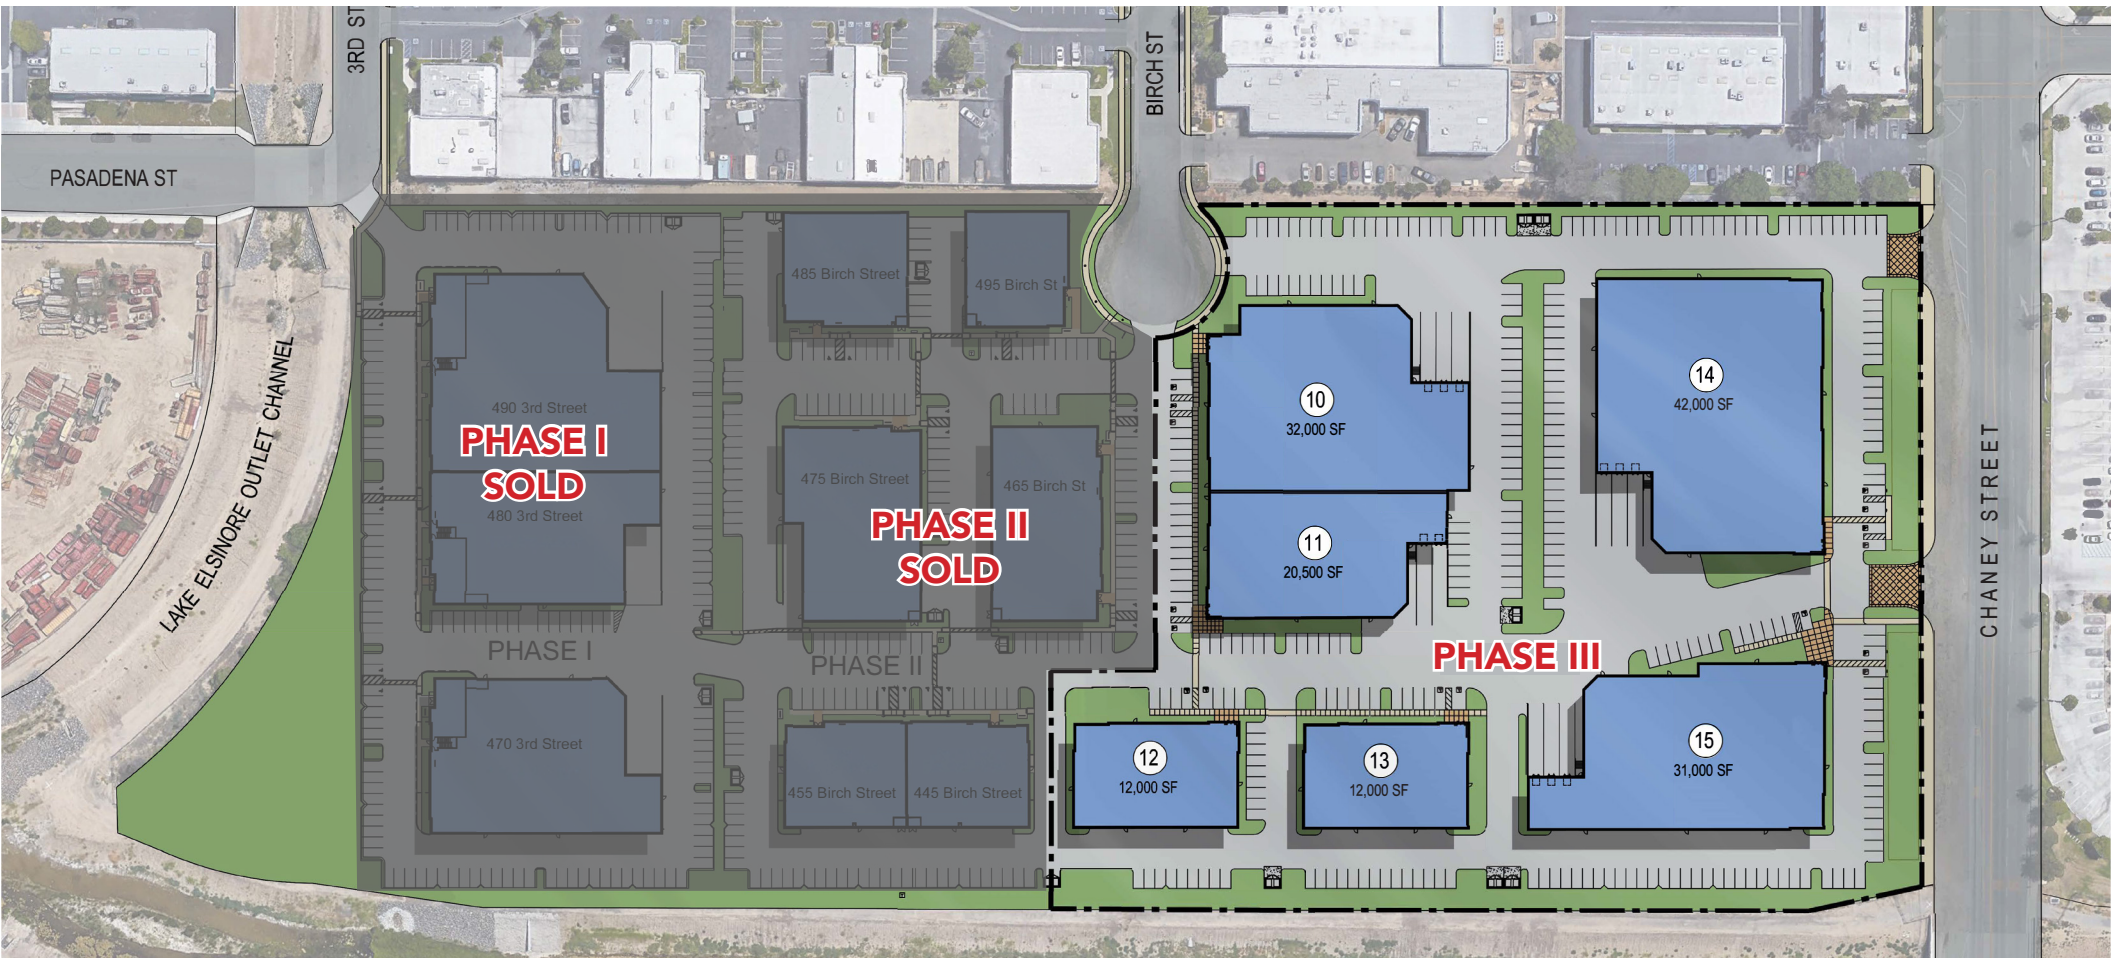 3RD ST
BIRCH ST
PASADENA ST
LAKE ELSINORE OUTLET CHANNEL
CHANEY STREET
485 Birch Street
495 Birch St
490 3rd Street
PHASE I
SOLD
480 3rd Street
475 Birch Street
465 Birch St
PHASE II
SOLD
PHASE I
PHASE II
470 3rd Street
455 Birch Street
445 Birch Street
10
32,000 SF
11
20,500 SF
14
42,000 SF
PHASE III
12
12,000 SF
13
12,000 SF
15
31,000 SF